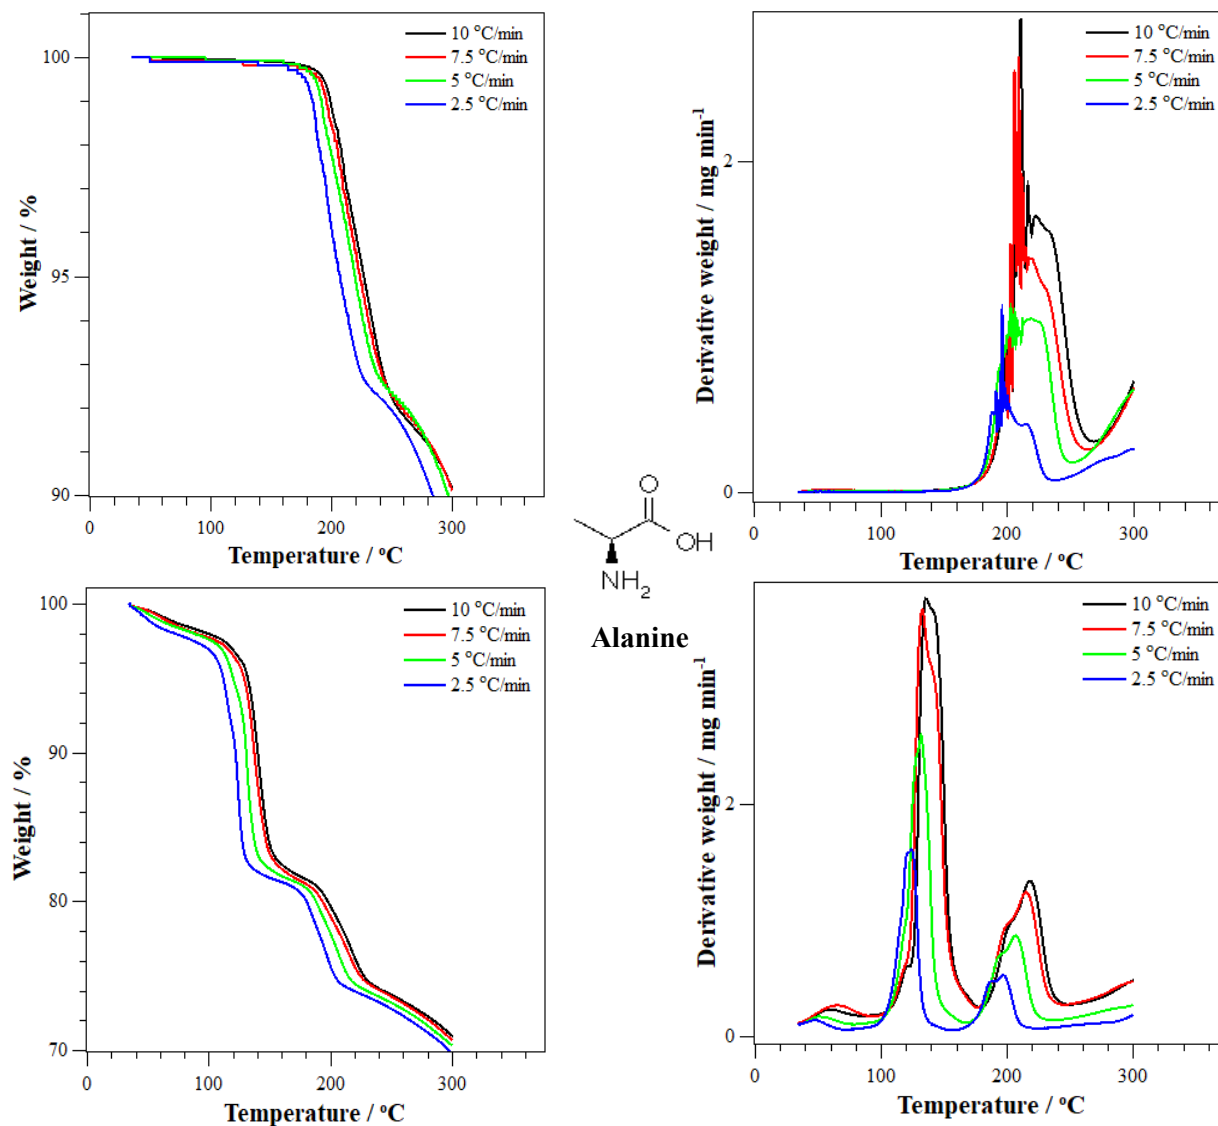 10 °C/min
7.5 °C/min
5 °C/min
2.5 °C/min
100
95
90
Weight / %
0
100
200
300
Temperature / °C
10 °C/min
7.5 °C/min
5 °C/min
2.5 °C/min
2
0
Derivative weight / mg min⁻¹
0
100
200
300
Temperature / °C
O
OH
NH₂
Alanine
10 °C/min
7.5 °C/min
5 °C/min
2.5 °C/min
100
90
80
70
Weight / %
0
100
200
300
Temperature / °C
10 °C/min
7.5 °C/min
5 °C/min
2.5 °C/min
2
0
Derivative weight / mg min⁻¹
0
100
200
300
Temperature / °C